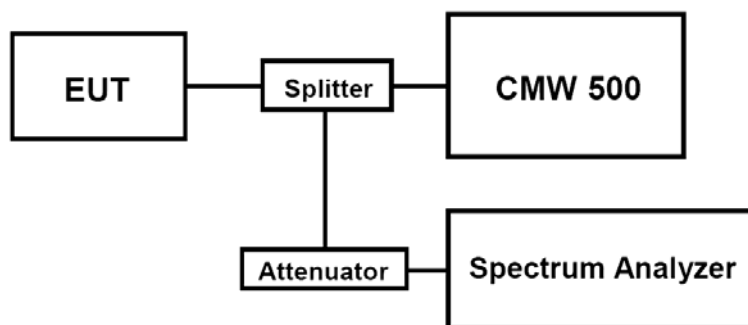 EUT
Splitter
CMW 500
Attenuator
Spectrum Analyzer